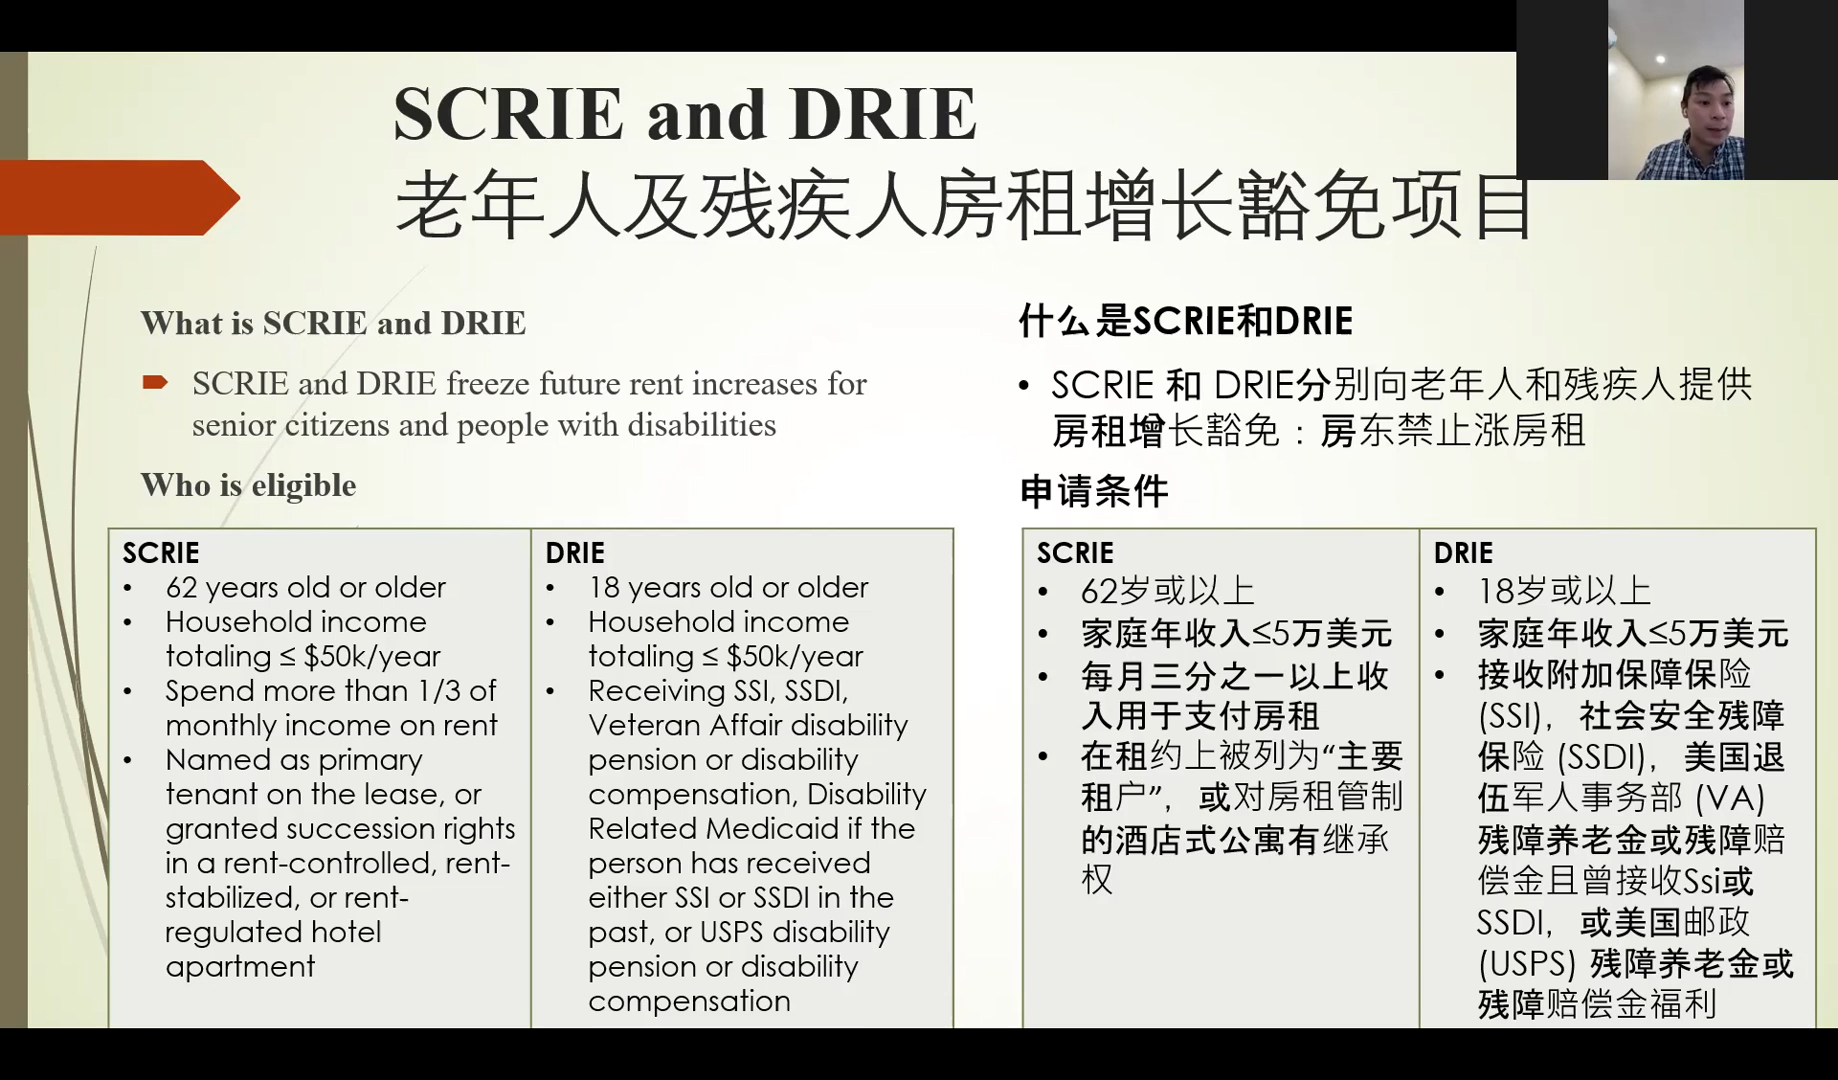 SCRIE and DRIE
老年人及残疾人房租增长豁免项目
What is SCRIE and DRIE
SCRIE and DRIE freeze future rent increases for
senior citizens and people with disabilities
Who is eligible
SCRIE
• 62 years old or older
• Household income
totaling ≤ $50k/year
• Spend more than 1/3 of
monthly income on rent
• Named as primary
tenant on the lease, or
granted succession rights
in a rent-controlled, rent-
stabilized, or rent-
regulated hotel
apartment
DRIE
• 18 years old or older
• Household income
totaling ≤ $50k/year
• Receiving SSI, SSDI,
Veteran Affair disability
pension or disability
compensation, Disability
Related Medicaid if the
person has received
either SSI or SSDI in the
past, or USPS disability
pension or disability
compensation
什么是SCRIE和DRIE
• SCRIE 和 DRIE分别向老年人和残疾人提供
房租增长豁免：房东禁止涨房租
申请条件
SCRIE
• 62岁或以上
• 家庭年收入≤5万美元
• 每月三分之一以上收
入用于支付房租
• 在租约上被列为“主要
租户”，或对房租管制
的酒店式公寓有继承
权
DRIE
• 18岁或以上
• 家庭年收入≤5万美元
• 接收附加保障保险
(SSI)，社会安全残障
保险 (SSDI)，美国退
伍军人事务部 (VA)
残障养老金或残障赔
偿金且曾接收Ssi或
SSDI，或美国邮政
(USPS) 残障养老金或
残障赔偿金福利